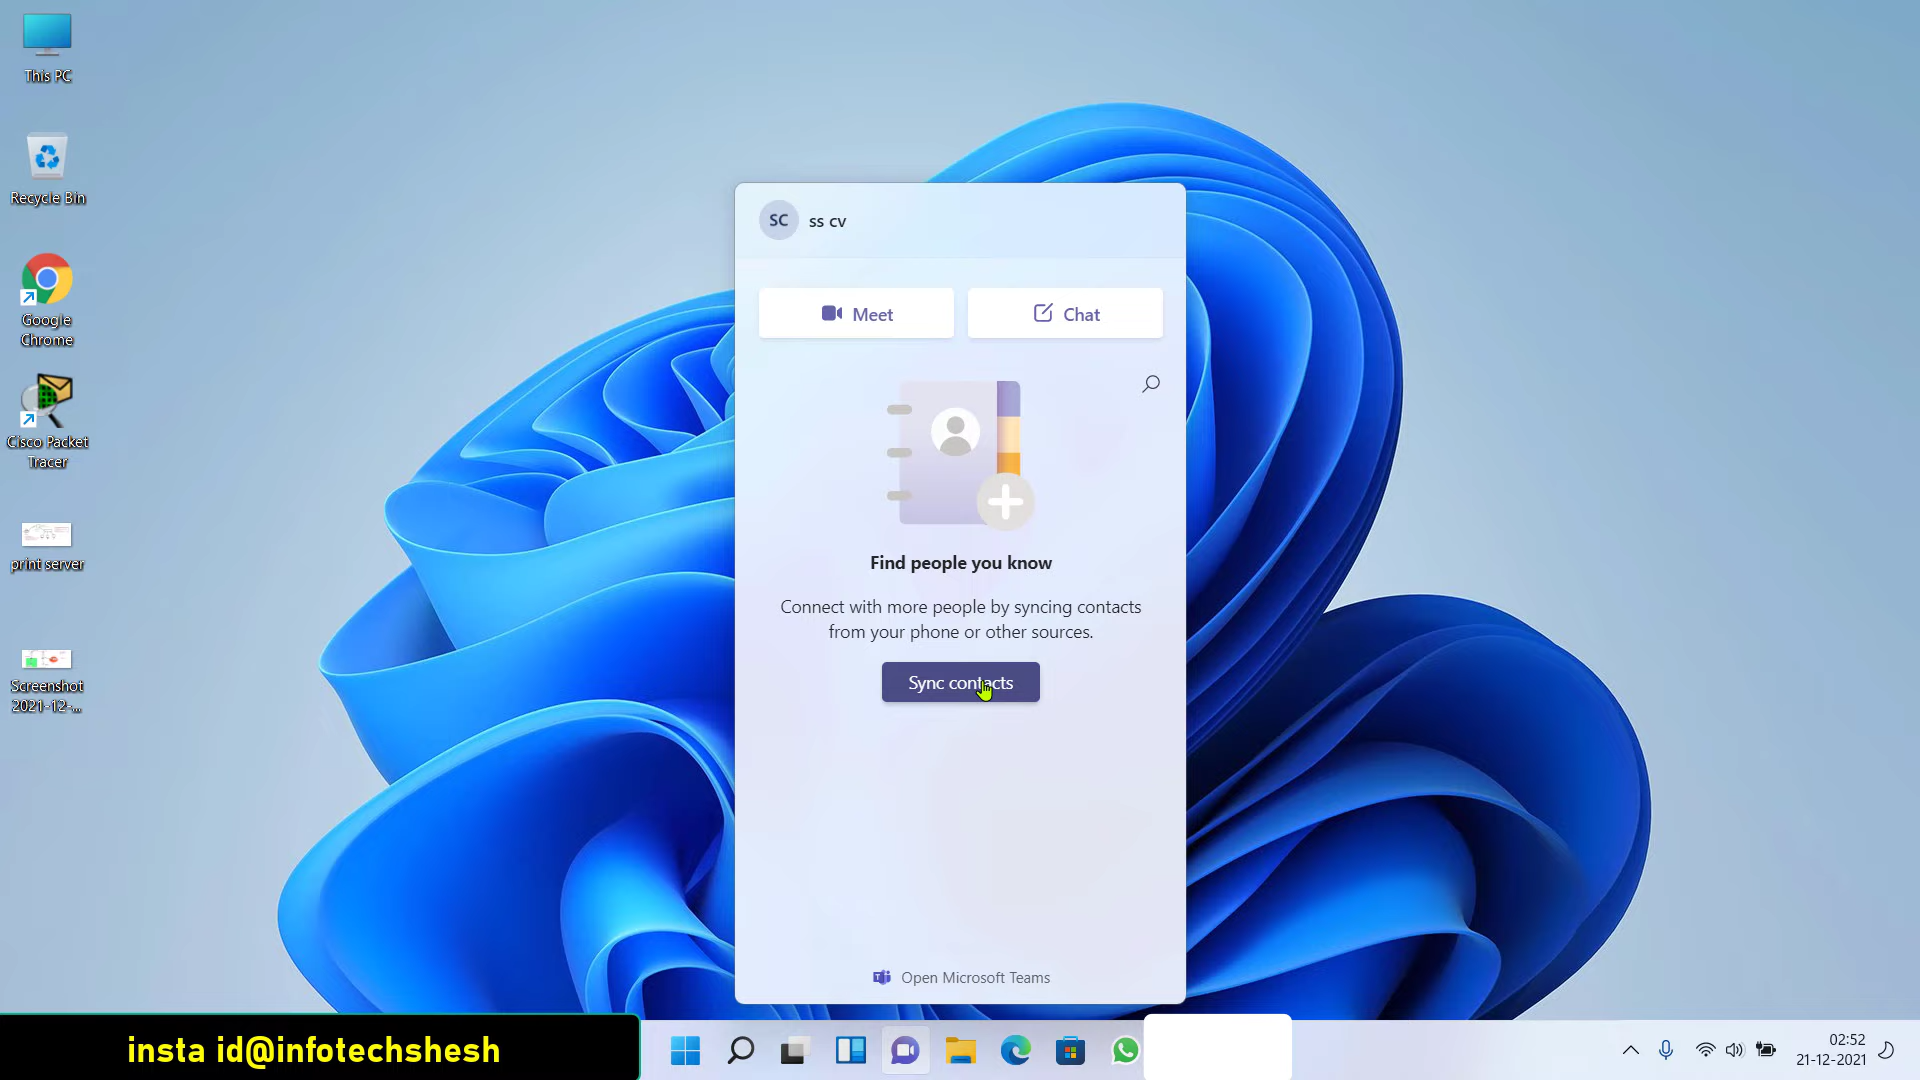 This PC
Recycle Bin
Google
Chrome
Cisco Packet
Tracer
print server
Screenshot
2021-12-...
SC
ss cv
Meet
Chat
Find people you know
Connect with more people by syncing contacts
from your phone or other sources.
Sync contacts
Open Microsoft Teams
insta id@infotechshesh
02:52
21-12-2021